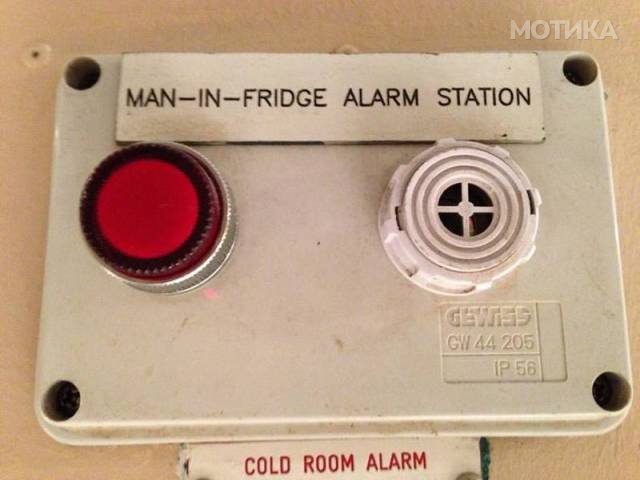 МОТИКА
MAN-IN-FRIDGE ALARM STATION
GEWISS
GW 44 205
IP 56
COLD ROOM ALARM